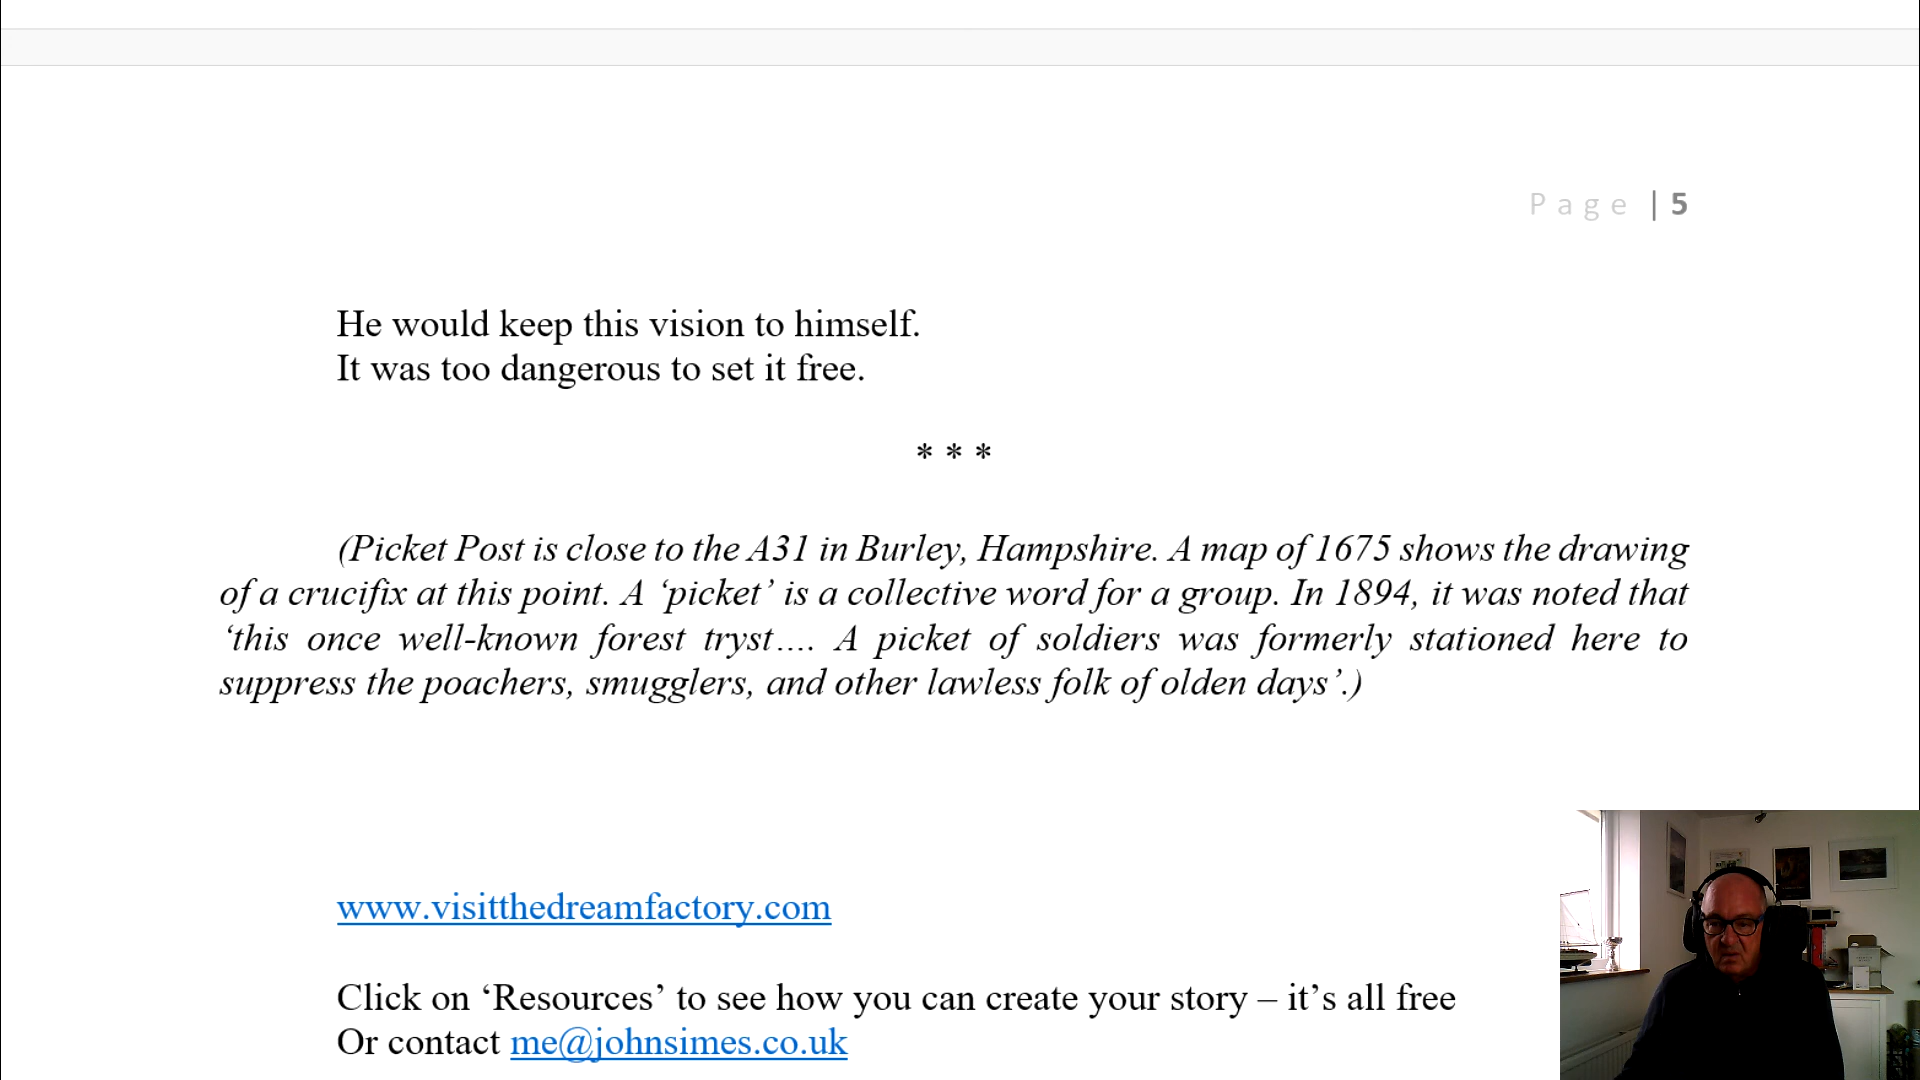 Page | 5
He would keep this vision to himself.
It was too dangerous to set it free.
* * *
(Picket Post is close to the A31 in Burley, Hampshire. A map of 1675 shows the drawing
of a crucifix at this point. A ‘picket’ is a collective word for a group. In 1894, it was noted that
‘this once well-known forest tryst…. A picket of soldiers was formerly stationed here to
suppress the poachers, smugglers, and other lawless folk of olden days’.)
www.visitthedreamfactory.com
Click on ‘Resources’ to see how you can create your story – it’s all free
Or contact me@johnsimes.co.uk